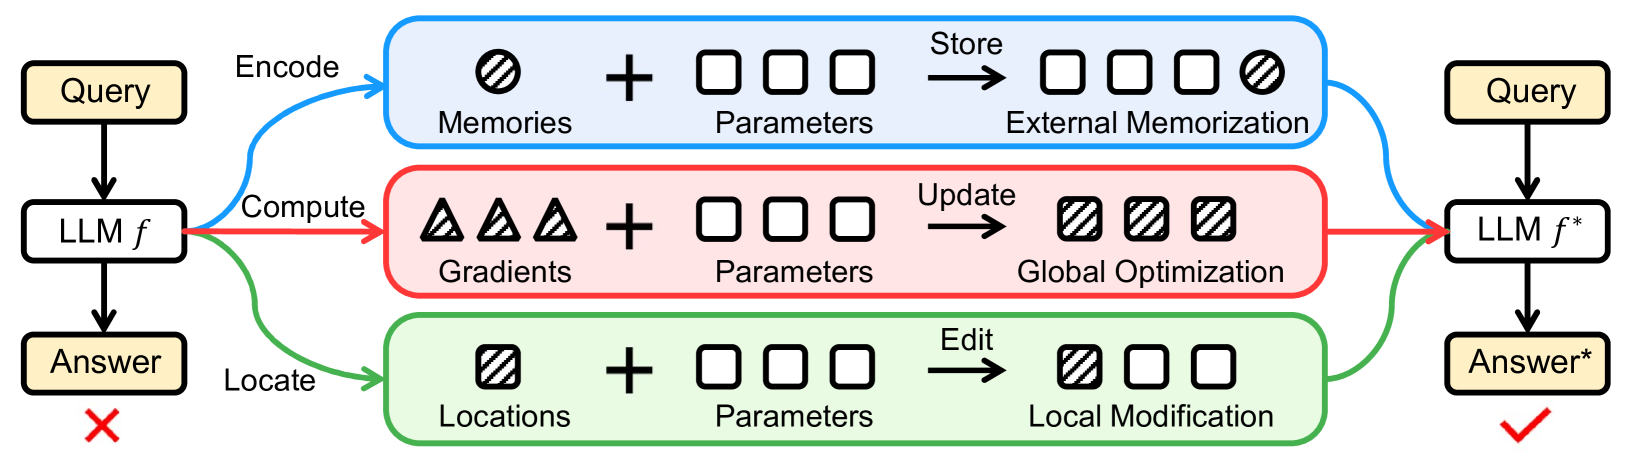 Query
LLM f
Answer
Encode
Compute
Locate
Memories
Parameters
Store
External Memorization
Gradients
Parameters
Update
Global Optimization
Locations
Parameters
Edit
Local Modification
Query
LLM f*
Answer*